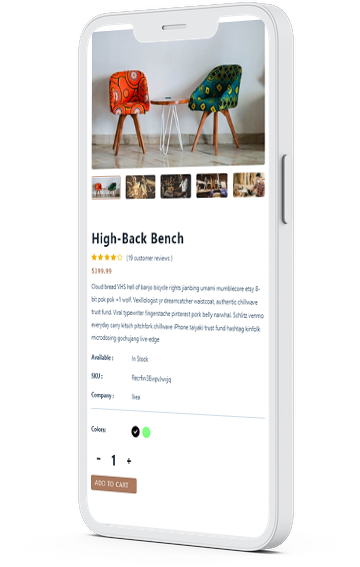 High-Back Bench
(19 customer reviews )
$399.99
Cloud bread VHS hell of banjo bicycle rights jianbing umami mumblecore etsy 8-
bit pok pok +1 wolf. Vexillologist yr dreamcatcher waistcoat, authentic chillwave
trust fund. Viral typewriter fingerstache pinterest pork belly narwhal. Schlitz venmo
everyday carry kitsch pitchfork chillwave iPhone taiyaki trust fund hashtag kinfolk
microdosing gochujang live-edge
Available : In Stock
SKU :
Company : Ikea
Colors:
- 1 +
ADD TO CART